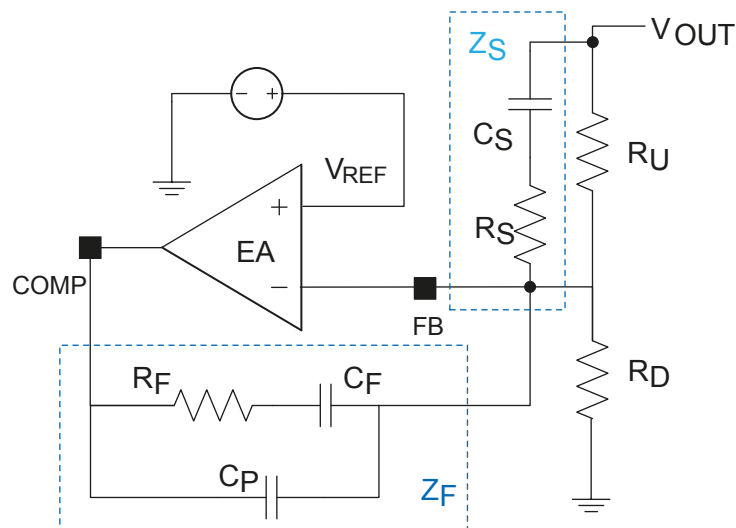 ZS
VOUT
CS
RU
- +
VREF
+
RS
EA
COMP
-
FB
RF
CF
RD
CP
ZF